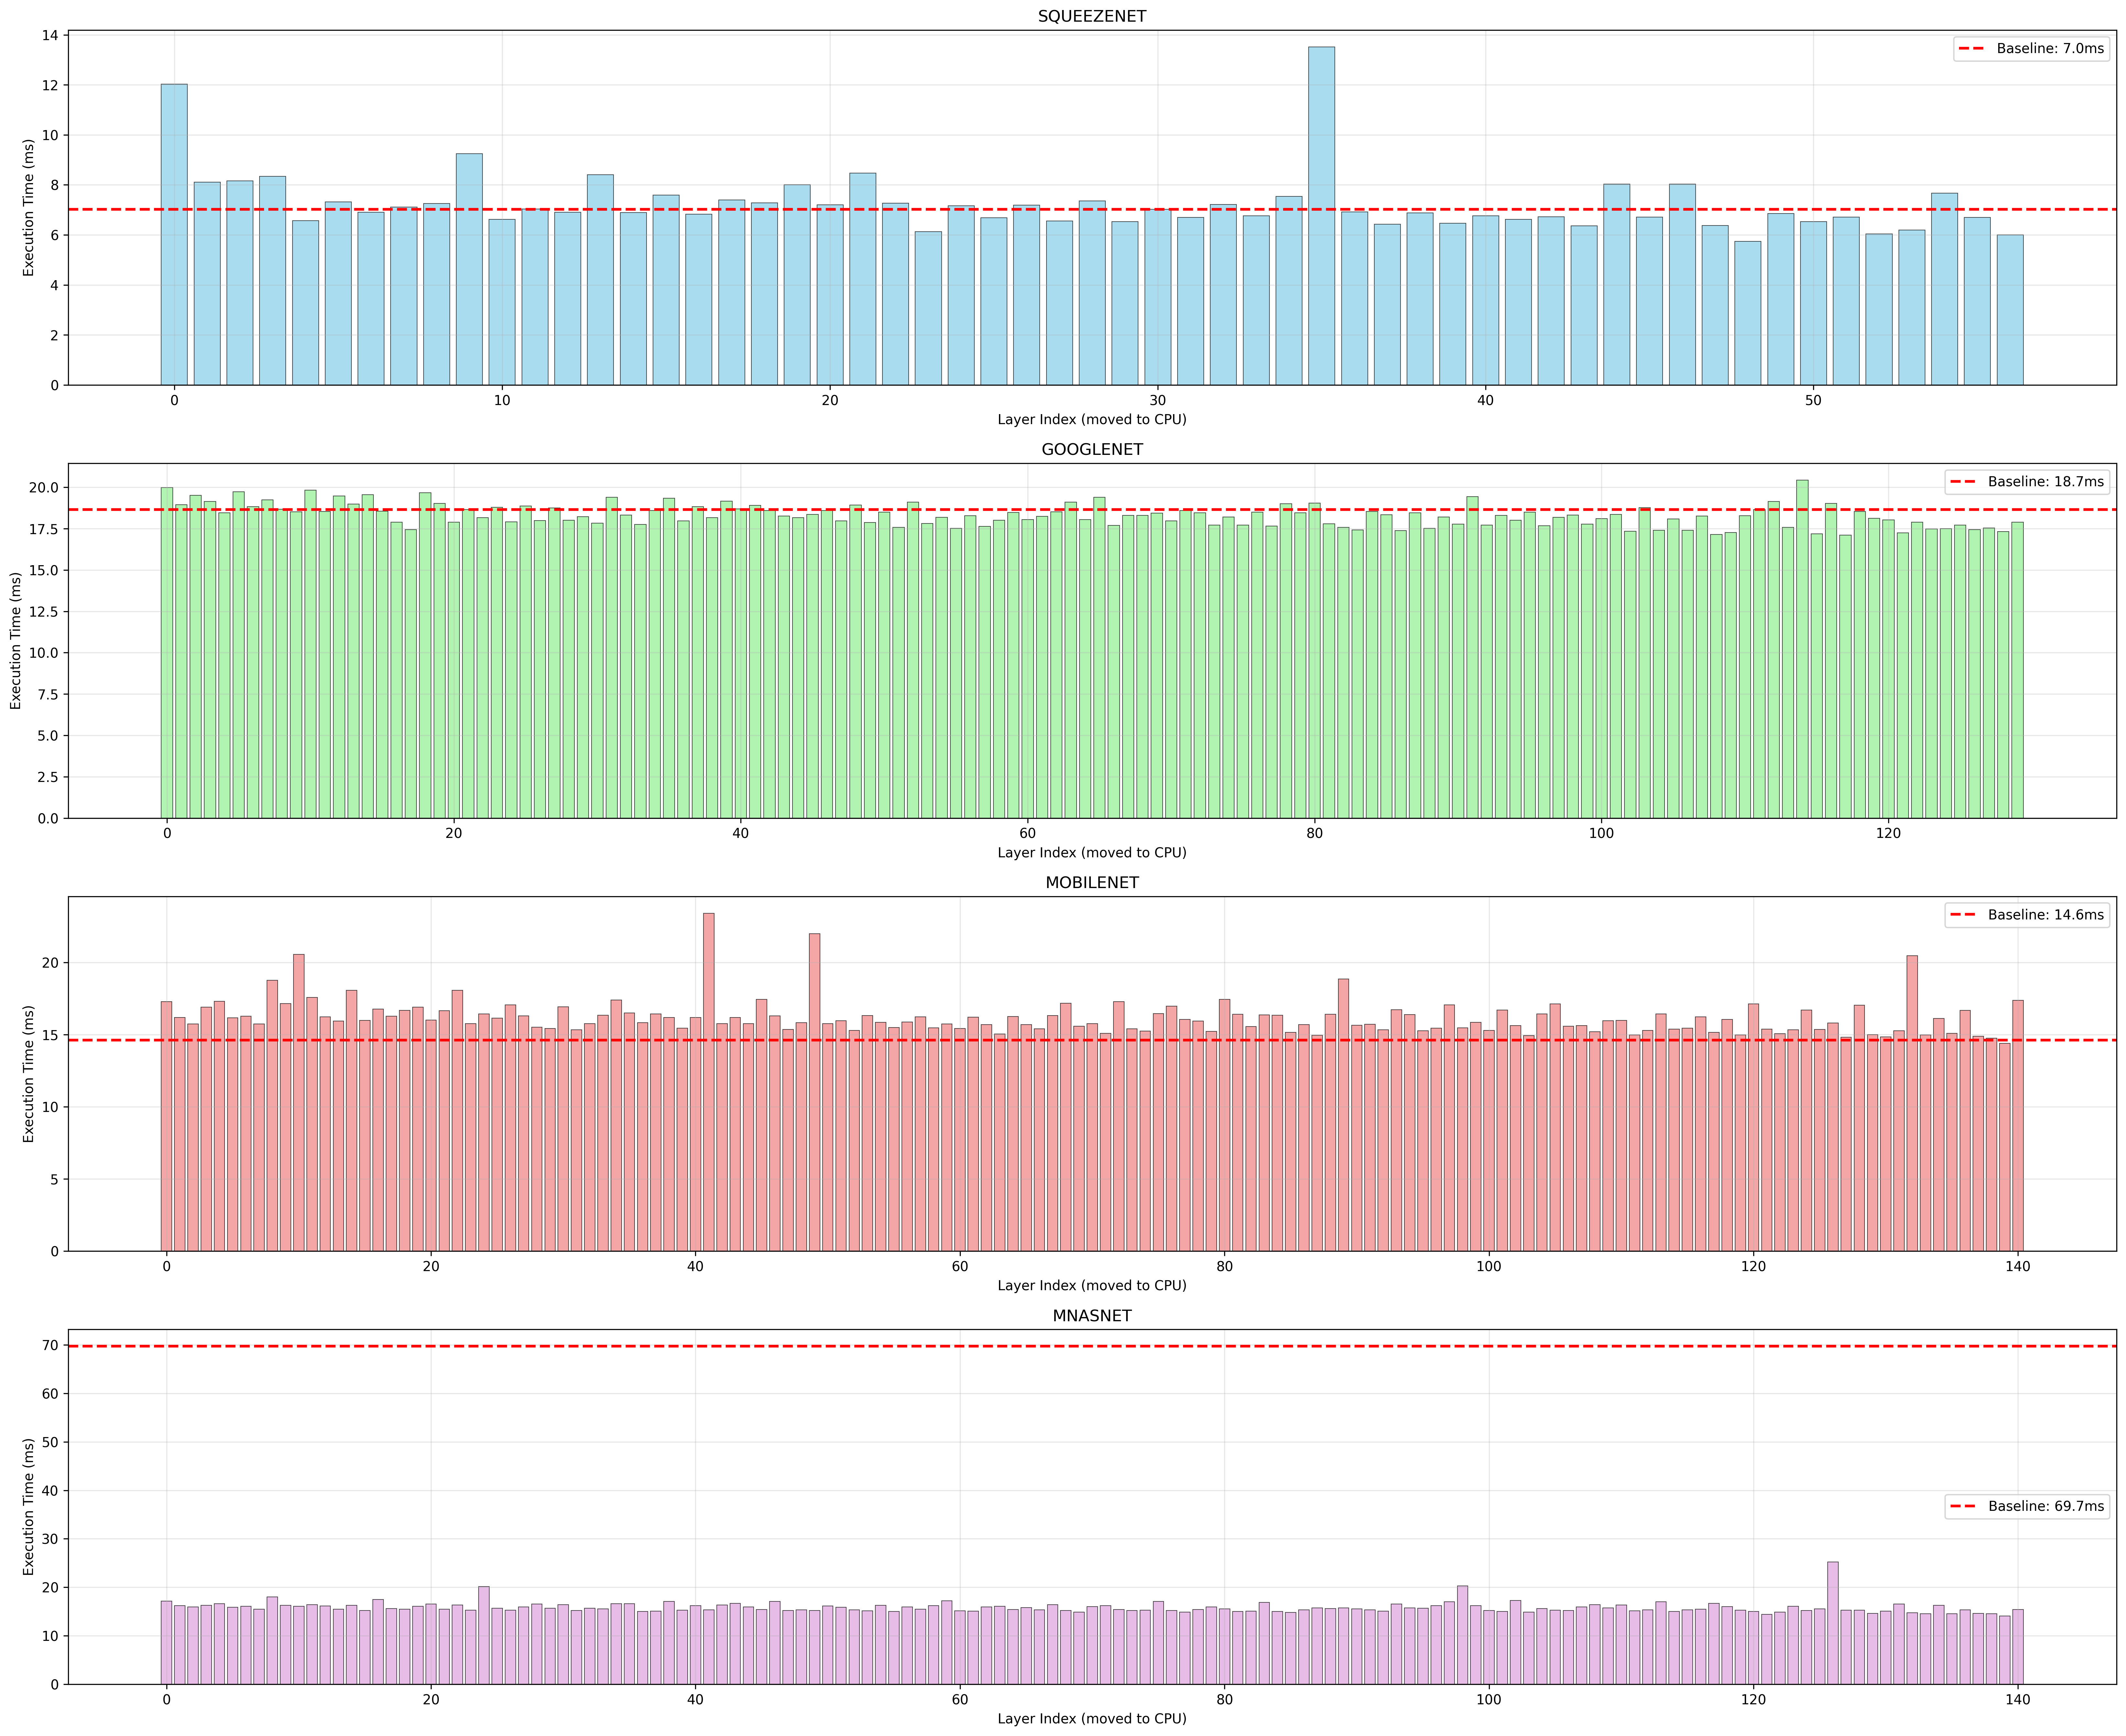 SQUEEZENET
14
12
10
8
6
4
2
0
Execution Time (ms)
Baseline: 7.0ms
0 10 20 30 40 50
Layer Index (moved to CPU)
GOOGLENET
20.0
17.5
15.0
12.5
10.0
7.5
5.0
2.5
0.0
Execution Time (ms)
Baseline: 18.7ms
0 20 40 60 80 100 120
Layer Index (moved to CPU)
MOBILENET
20
15
10
5
0
Execution Time (ms)
Baseline: 14.6ms
0 20 40 60 80 100 120 140
Layer Index (moved to CPU)
MNASNET
70
60
50
40
30
20
10
0
Execution Time (ms)
Baseline: 69.7ms
0 20 40 60 80 100 120 140
Layer Index (moved to CPU)